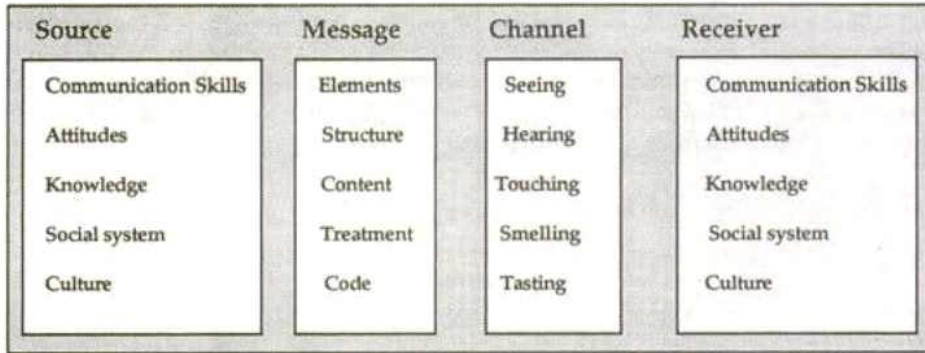 Source
Message
Channel
Receiver
Communication Skills
Attitudes
Knowledge
Social system
Culture
Elements
Structure
Content
Treatment
Code
Seeing
Hearing
Touching
Smelling
Tasting
Communication Skills
Attitudes
Knowledge
Social system
Culture